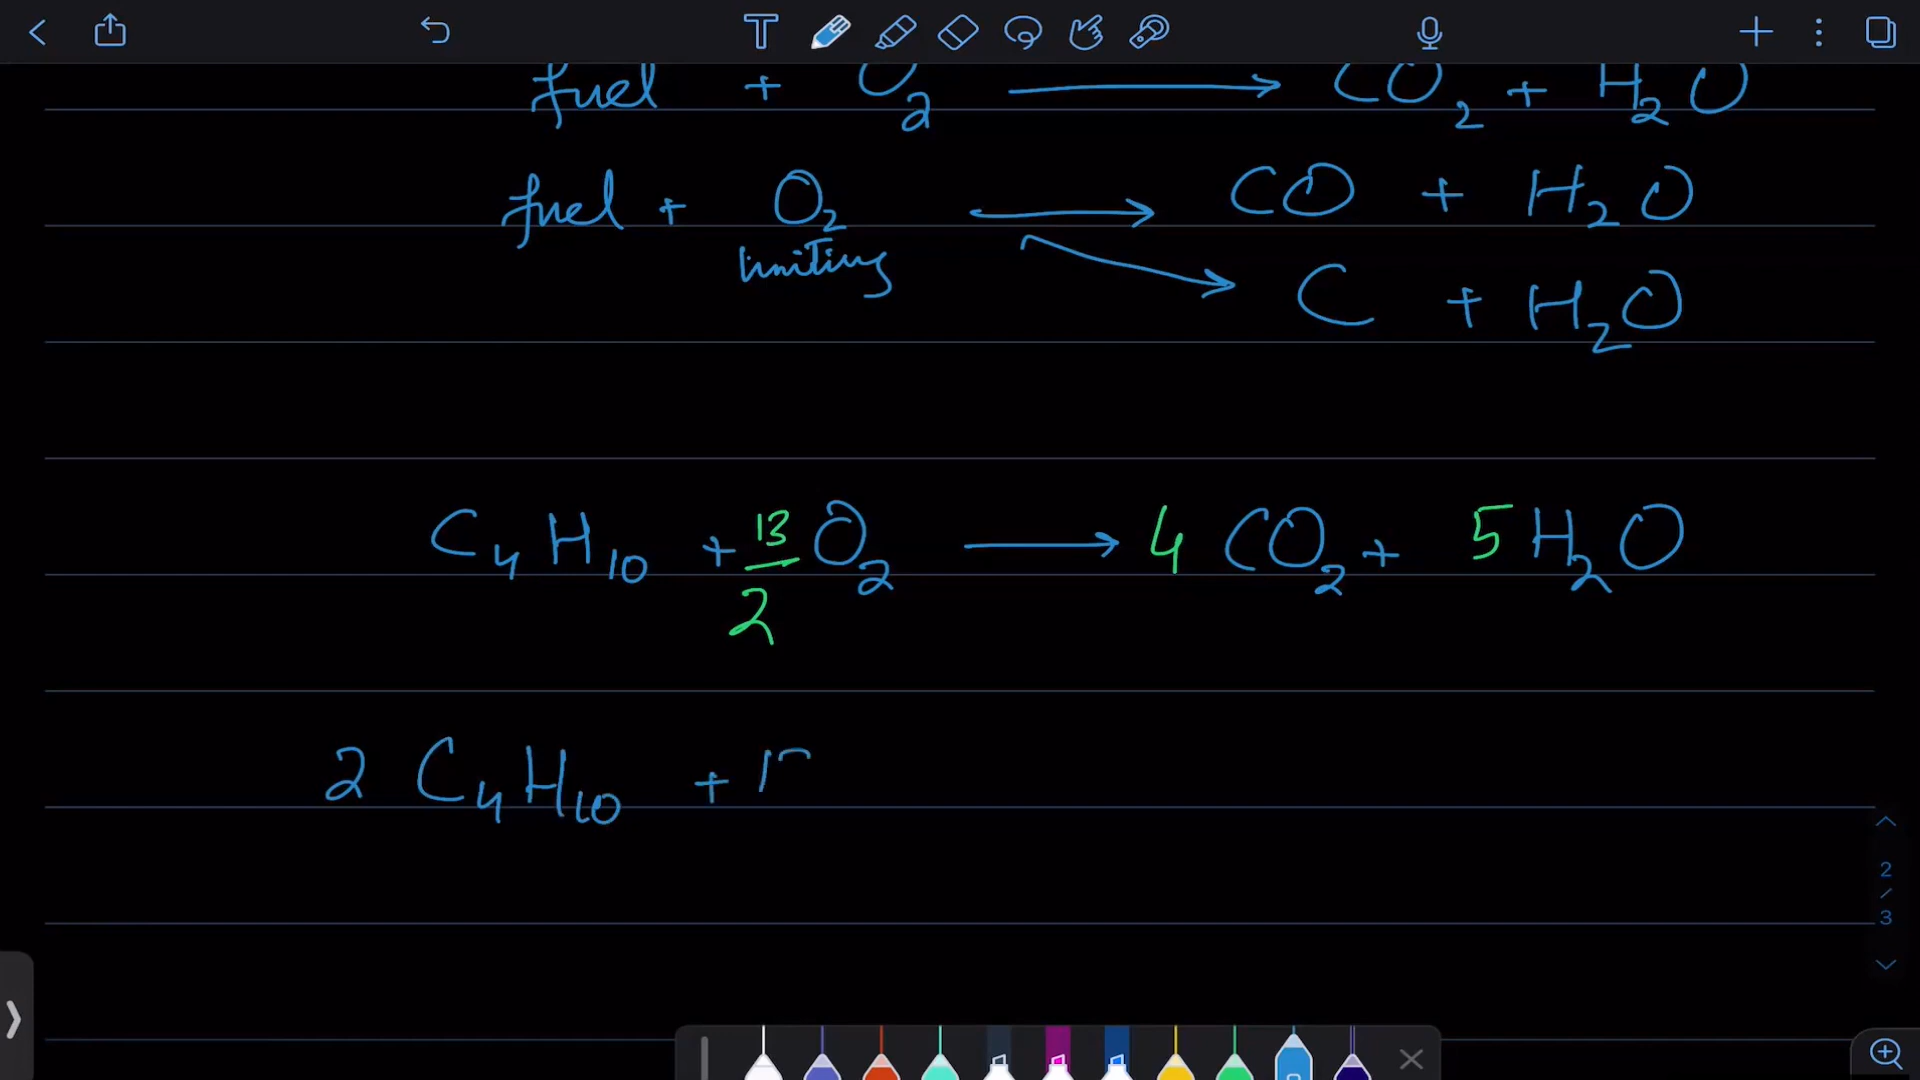 fuel + O₂ ⟶ CO₂ + H₂O
fuel + O₂ ⟶ CO + H₂O
limiting
C + H₂O
C₄H₁₀ + 13/2 O₂ ⟶ 4 CO₂ + 5 H₂O
2 C₄H₁₀ + 1
2
/
3